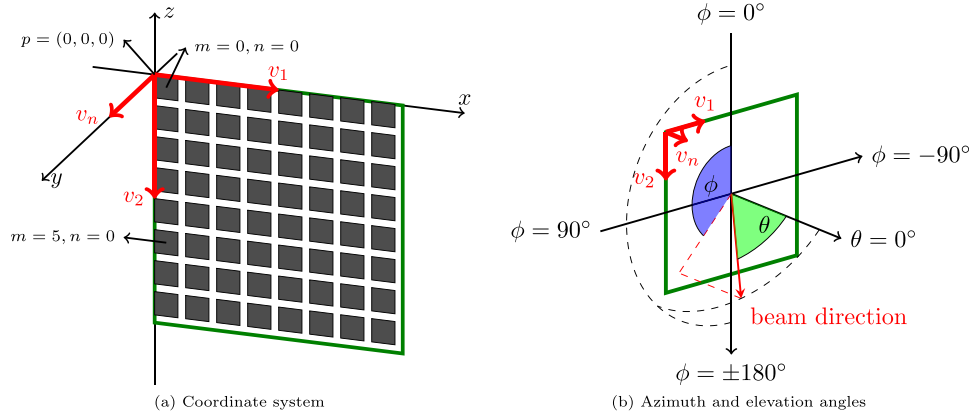 z
p = (0, 0, 0)
m = 0, n = 0
v1
x
vn
y
v2
m = 5, n = 0
(a) Coordinate system
ϕ = 0°
v1
vn
v2
ϕ
ϕ = −90°
θ
ϕ = 90°
θ = 0°
beam direction
ϕ = ±180°
(b) Azimuth and elevation angles